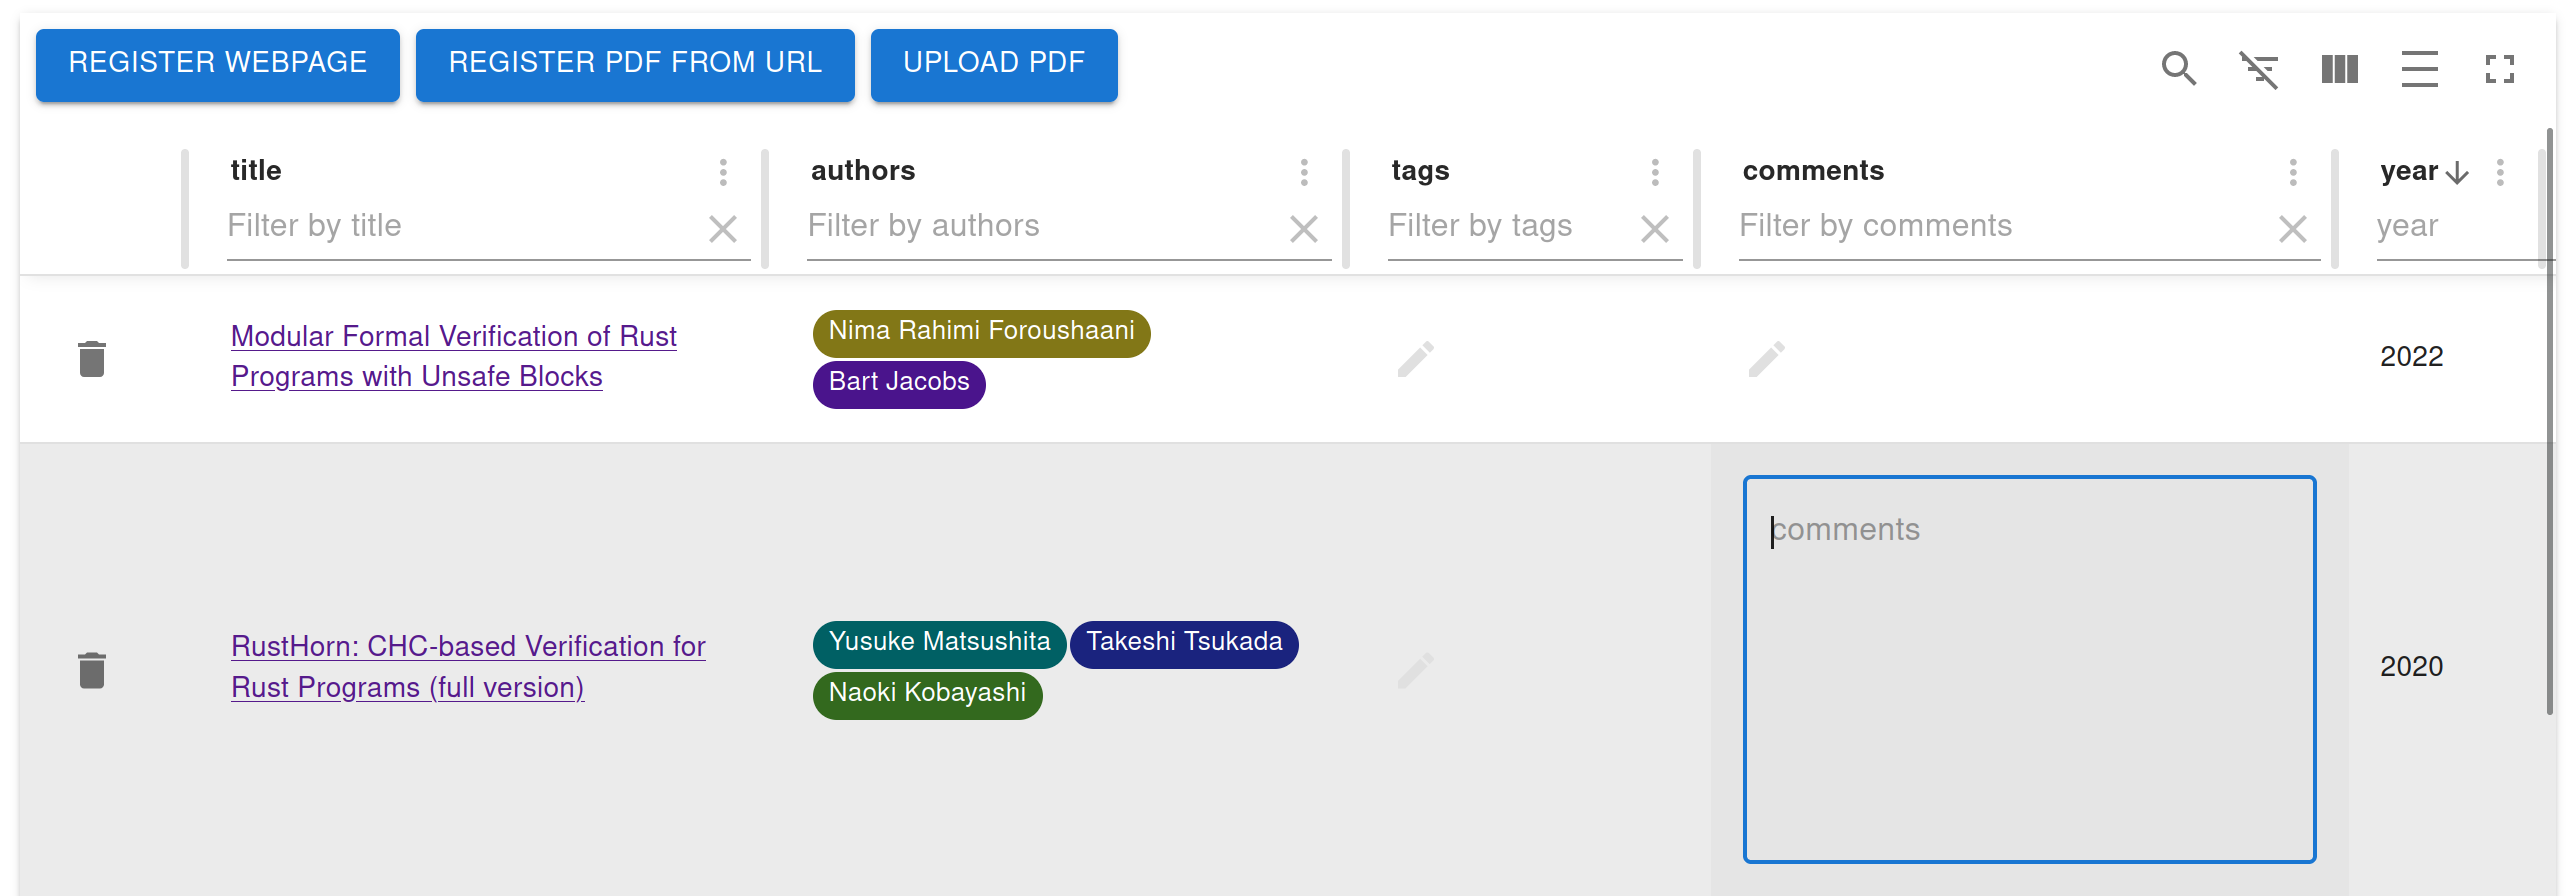 REGISTER WEBPAGE REGISTER PDF FROM URL UPLOAD PDF
title authors tags comments year
Filter by title Filter by authors Filter by tags Filter by comments year
Modular Formal Verification of Rust
Programs with Unsafe Blocks
Nima Rahimi Foroushaani
Bart Jacobs
2022
RustHorn: CHC-based Verification for
Rust Programs (full version)
Yusuke Matsushita Takeshi Tsukada
Naoki Kobayashi
comments
2020